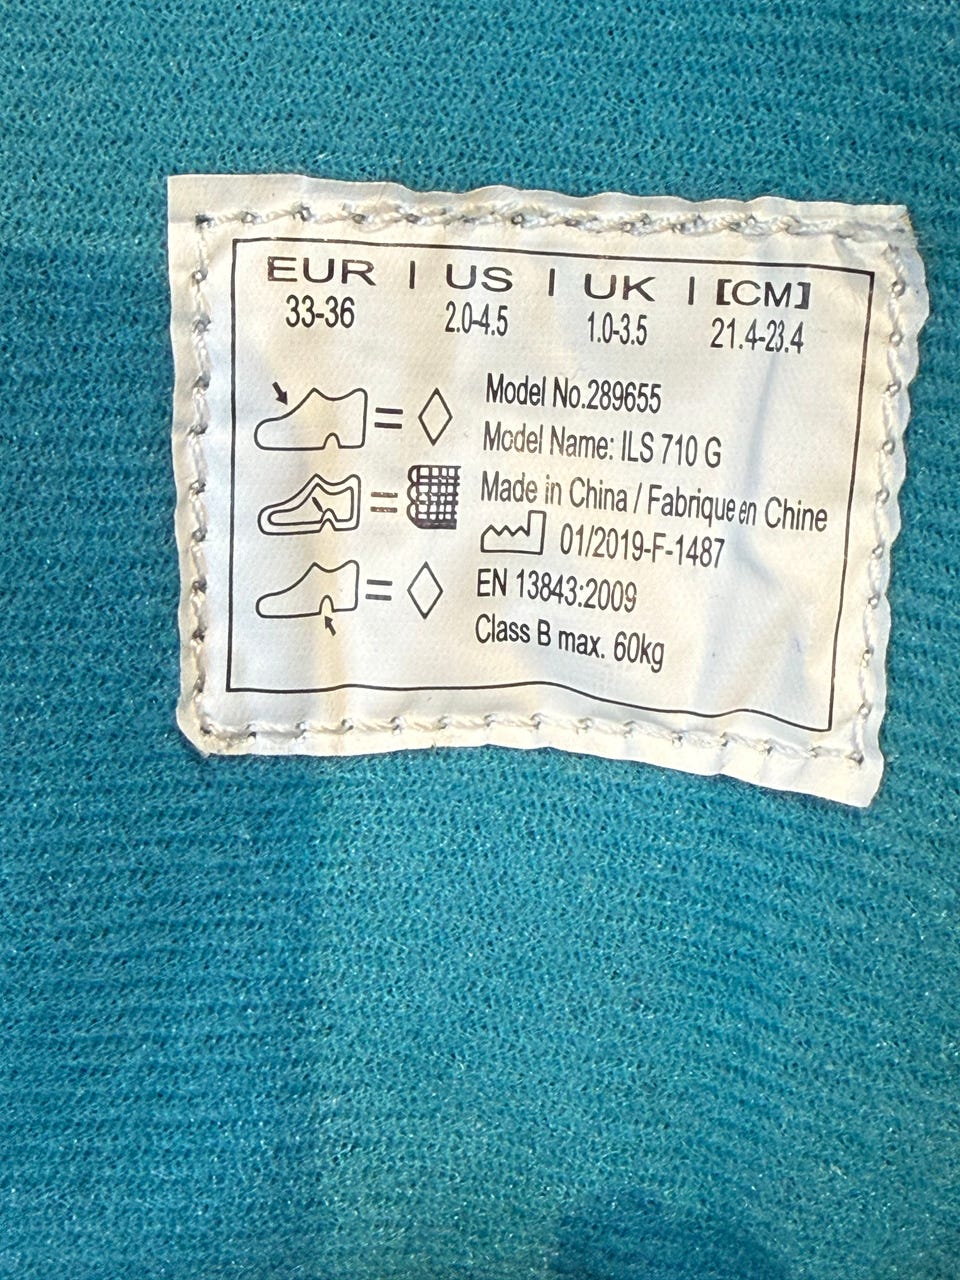 EUR | US | UK | [CM]
33-36 2.0-4.5 1.0-3.5 21.4-23.4
Model No.289655
Model Name: ILS 710 G
Made in China / Fabrique en Chine
01/2019-F-1487
EN 13843:2009
Class B max. 60kg